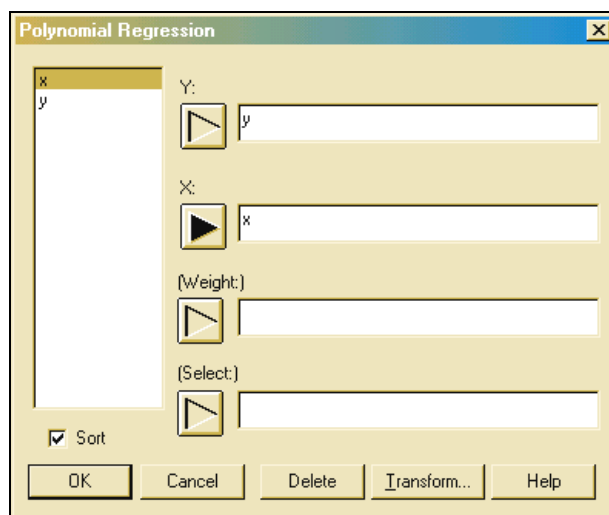 Polynomial Regression
x
y
Y:
y
X:
x
(Weight:)
(Select:)
Sort
OK
Cancel
Delete
Transform...
Help